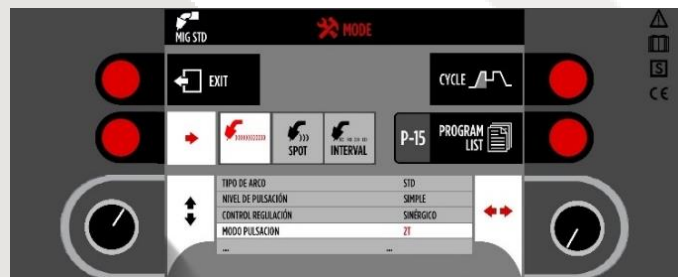 MIG STD
MODE
EXIT
CYCLE
SPOT
INTERVAL
P-15
PROGRAM
LIST
TIPO DE ARCO STD
NIVEL DE PULSACIÓN SIMPLE
CONTROL REGULACIÓN SINÉRGICO
MODO PULSACION 2T
... ...
S
CE